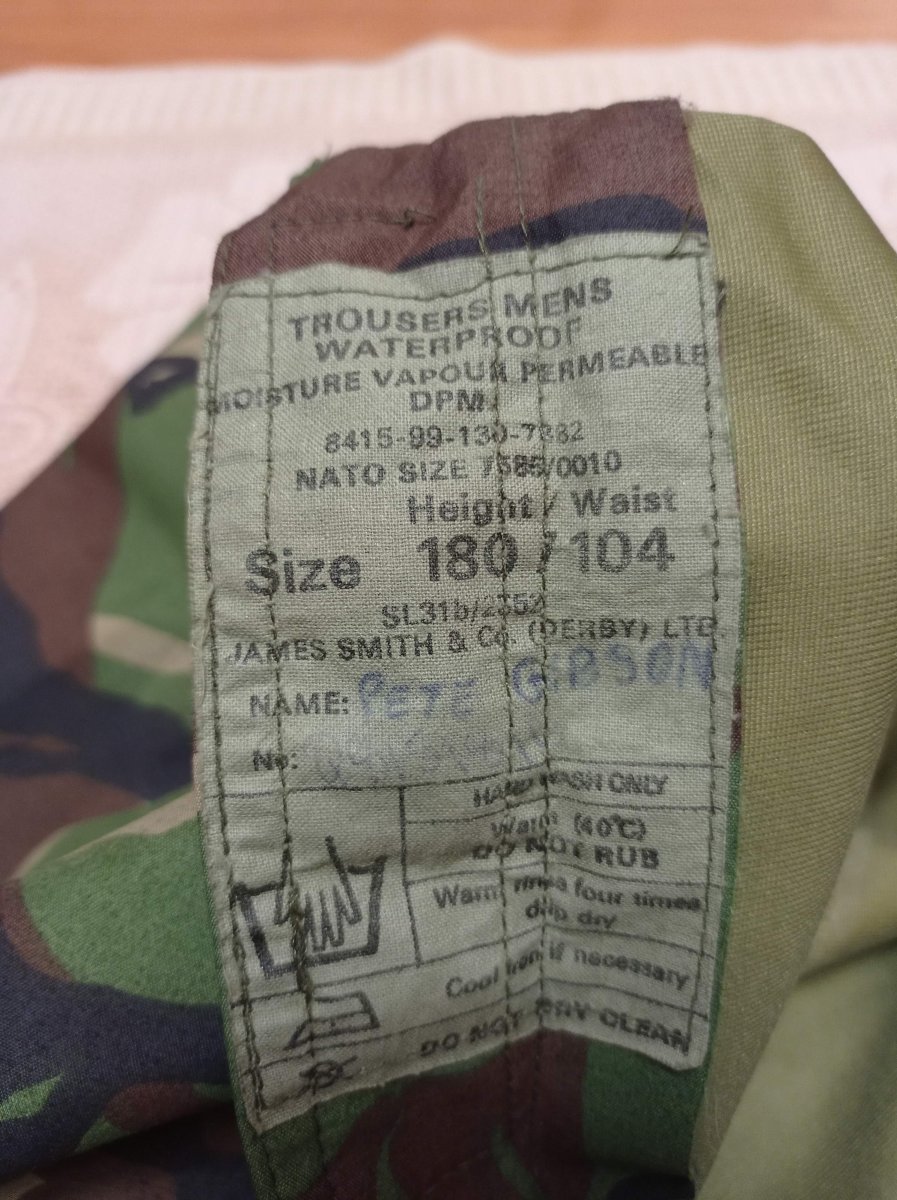 TROUSERS MENS
WATERPROOF
MOISTURE VAPOUR PERMEABLE
DPM
8415-99-130-7382
NATO SIZE 7585/0010
Height / Waist
Size 180 / 104
SL31b/2352
JAMES SMITH & Co. (DERBY) LTD.
NAME: PETE GIBSON
No:
HAND WASH ONLY
Warm (40°C)
DO NOT RUB
Warm rinse four times
drip dry
Cool iron if necessary
DO NOT DRY CLEAN